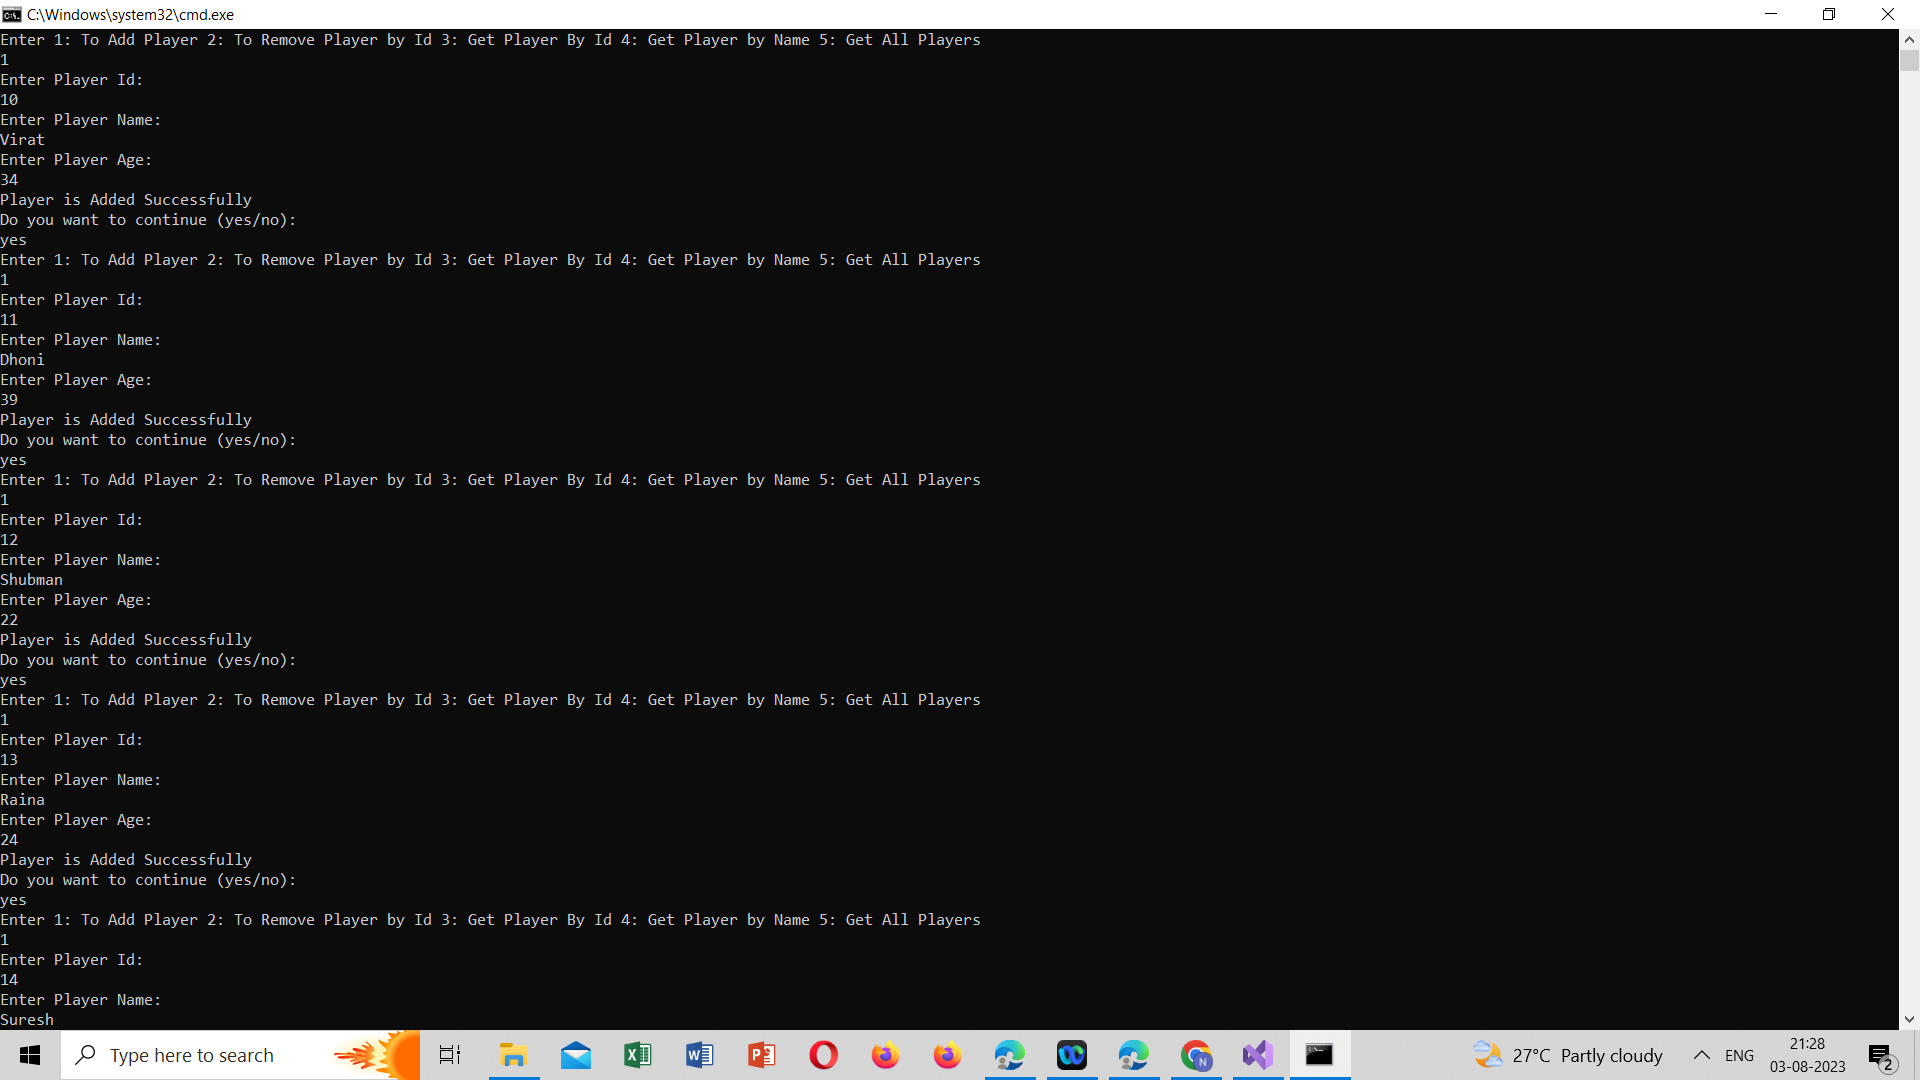 C:\Windows\system32\cmd.exe
Enter 1: To Add Player 2: To Remove Player by Id 3: Get Player By Id 4: Get Player by Name 5: Get All Players
1
Enter Player Id:
10
Enter Player Name:
Virat
Enter Player Age:
34
Player is Added Successfully
Do you want to continue (yes/no):
yes
Enter 1: To Add Player 2: To Remove Player by Id 3: Get Player By Id 4: Get Player by Name 5: Get All Players
1
Enter Player Id:
11
Enter Player Name:
Dhoni
Enter Player Age:
39
Player is Added Successfully
Do you want to continue (yes/no):
yes
Enter 1: To Add Player 2: To Remove Player by Id 3: Get Player By Id 4: Get Player by Name 5: Get All Players
1
Enter Player Id:
12
Enter Player Name:
Shubman
Enter Player Age:
22
Player is Added Successfully
Do you want to continue (yes/no):
yes
Enter 1: To Add Player 2: To Remove Player by Id 3: Get Player By Id 4: Get Player by Name 5: Get All Players
1
Enter Player Id:
13
Enter Player Name:
Raina
Enter Player Age:
24
Player is Added Successfully
Do you want to continue (yes/no):
yes
Enter 1: To Add Player 2: To Remove Player by Id 3: Get Player By Id 4: Get Player by Name 5: Get All Players
1
Enter Player Id:
14
Enter Player Name:
Suresh
Type here to search
27°C Partly cloudy
ENG
21:28
03-08-2023
2